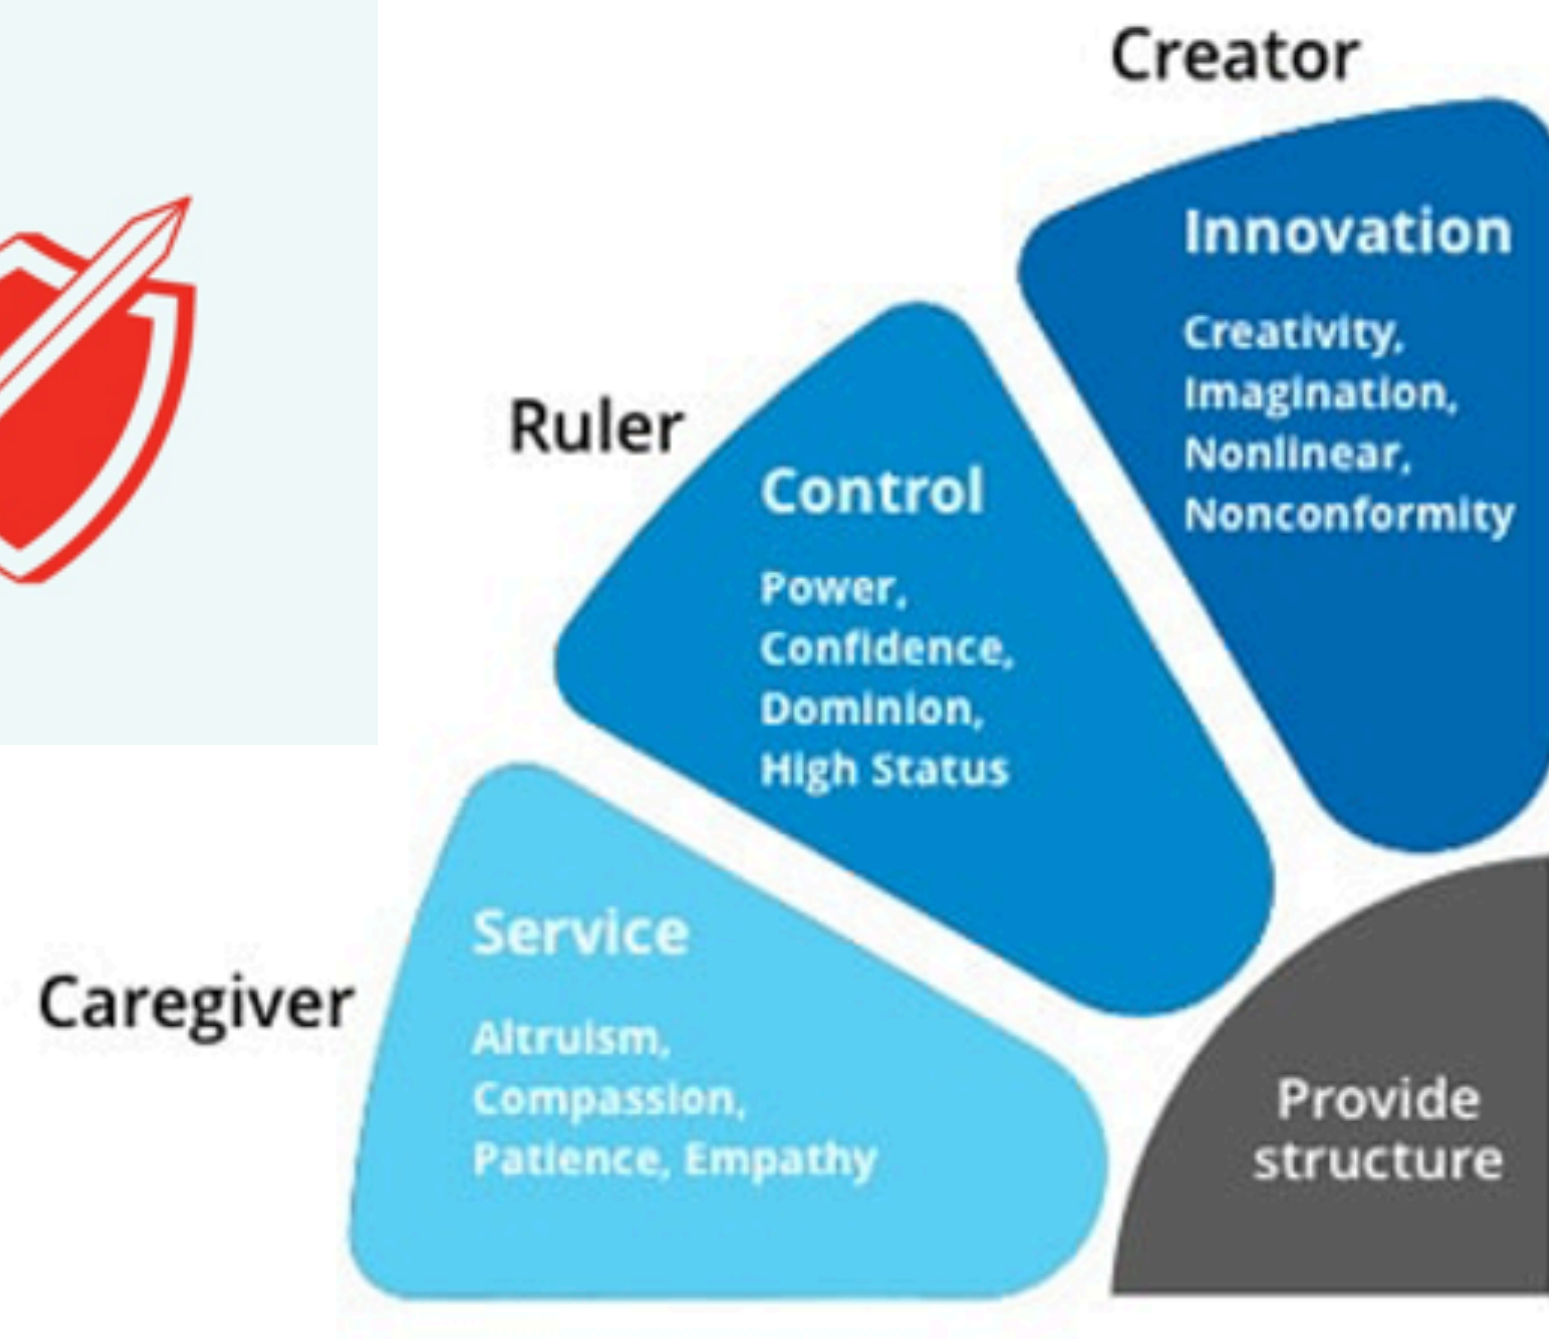 Creator
Innovation
Creativity,
Imagination,
Nonlinear,
Nonconformity
Ruler
Control
Power,
Confidence,
Dominion,
High Status
Caregiver
Service
Altruism,
Compassion,
Patience, Empathy
Provide
structure